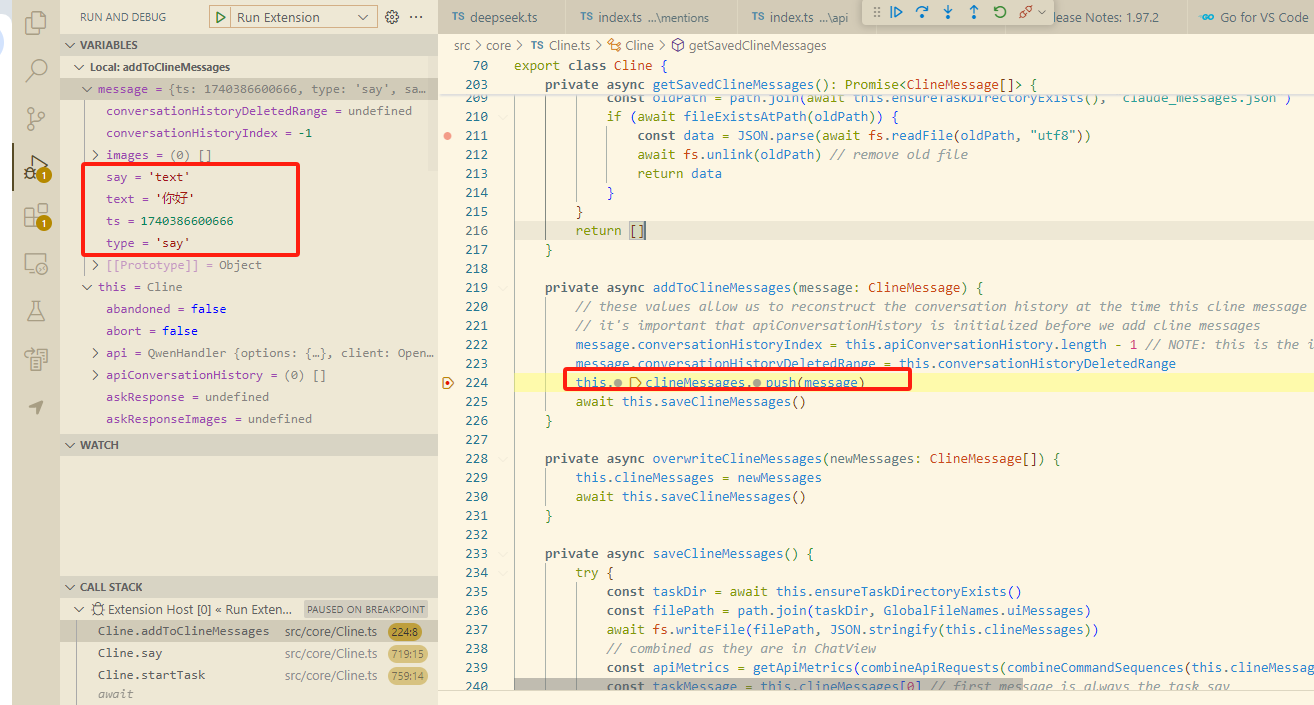 RUN AND DEBUG
Run Extension
VARIABLES
Local: addToClineMessages
message = {ts: 1740386600666, type: 'say', sa…
conversationHistoryDeletedRange = undefined
conversationHistoryIndex = -1
images = (0) []
say = 'text'
text = '你好'
ts = 1740386600666
type = 'say'
[[Prototype]] = Object
this = Cline
abandoned = false
abort = false
api = QwenHandler {options: {…}, client: Open…
apiConversationHistory = (0) []
askResponse = undefined
askResponseImages = undefined
WATCH
CALL STACK
Extension Host [0] « Run Exten… PAUSED ON BREAKPOINT
Cline.addToClineMessages src/core/Cline.ts 224:8
Cline.say src/core/Cline.ts 719:15
Cline.startTask src/core/Cline.ts 759:14
await
1
1
TS deepseek.ts
TS index.ts ...\mentions
TS index.ts ...\api
lease Notes: 1.97.2
Go for VS Code
src > core > TS Cline.ts > Cline > getSavedClineMessages
70 export class Cline {
203 private async getSavedClineMessages(): Promise<ClineMessage[]> {
209 const oldPath = path.join(await this.ensureTaskDirectoryExists(), "claude_messages.json")
210 if (await fileExistsAtPath(oldPath)) {
211 const data = JSON.parse(await fs.readFile(oldPath, "utf8"))
212 await fs.unlink(oldPath) // remove old file
213 return data
214 }
215 }
216 return []
217 }
218
219 private async addToClineMessages(message: ClineMessage) {
220 // these values allow us to reconstruct the conversation history at the time this cline message
221 // it's important that apiConversationHistory is initialized before we add cline messages
222 message.conversationHistoryIndex = this.apiConversationHistory.length - 1 // NOTE: this is the i
223 message.conversationHistoryDeletedRange = this.conversationHistoryDeletedRange
224 this.clineMessages.push(message)
225 await this.saveClineMessages()
226 }
227
228 private async overwriteClineMessages(newMessages: ClineMessage[]) {
229 this.clineMessages = newMessages
230 await this.saveClineMessages()
231 }
232
233 private async saveClineMessages() {
234 try {
235 const taskDir = await this.ensureTaskDirectoryExists()
236 const filePath = path.join(taskDir, GlobalFileNames.uiMessages)
237 await fs.writeFile(filePath, JSON.stringify(this.clineMessages))
238 // combined as they are in ChatView
239 const apiMetrics = getApiMetrics(combineApiRequests(combineCommandSequences(this.clineMessag
240 const taskMessage = this.clineMessages[0] // first message is always the task say